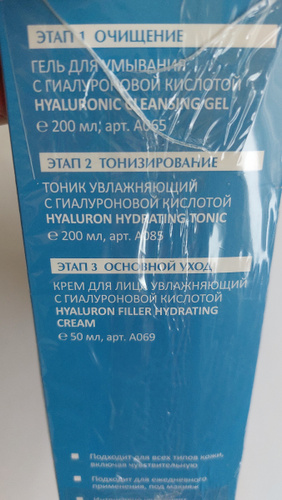 ЭТАП 1 ОЧИЩЕНИЕ
ГЕЛЬ ДЛЯ УМЫВАНИЯ
С ГИАЛУРОНОВОЙ КИСЛОТОЙ
HYALURONIC CLEANSING GEL
℮ 200 мл, арт. А065
ЭТАП 2 ТОНИЗИРОВАНИЕ
ТОНИК УВЛАЖНЯЮЩИЙ
С ГИАЛУРОНОВОЙ КИСЛОТОЙ
HYALURON HYDRATING TONIC
℮ 200 мл, арт. А085
ЭТАП 3 ОСНОВНОЙ УХОД
КРЕМ ДЛЯ ЛИЦА УВЛАЖНЯЮЩИЙ
С ГИАЛУРОНОВОЙ КИСЛОТОЙ
HYALURON FILLER HYDRATING
CREAM
℮ 50 мл, арт. А069
Подходит для всех типов кожи,
включая чувствительную
Подходит для ежедневного
применения, под макияж